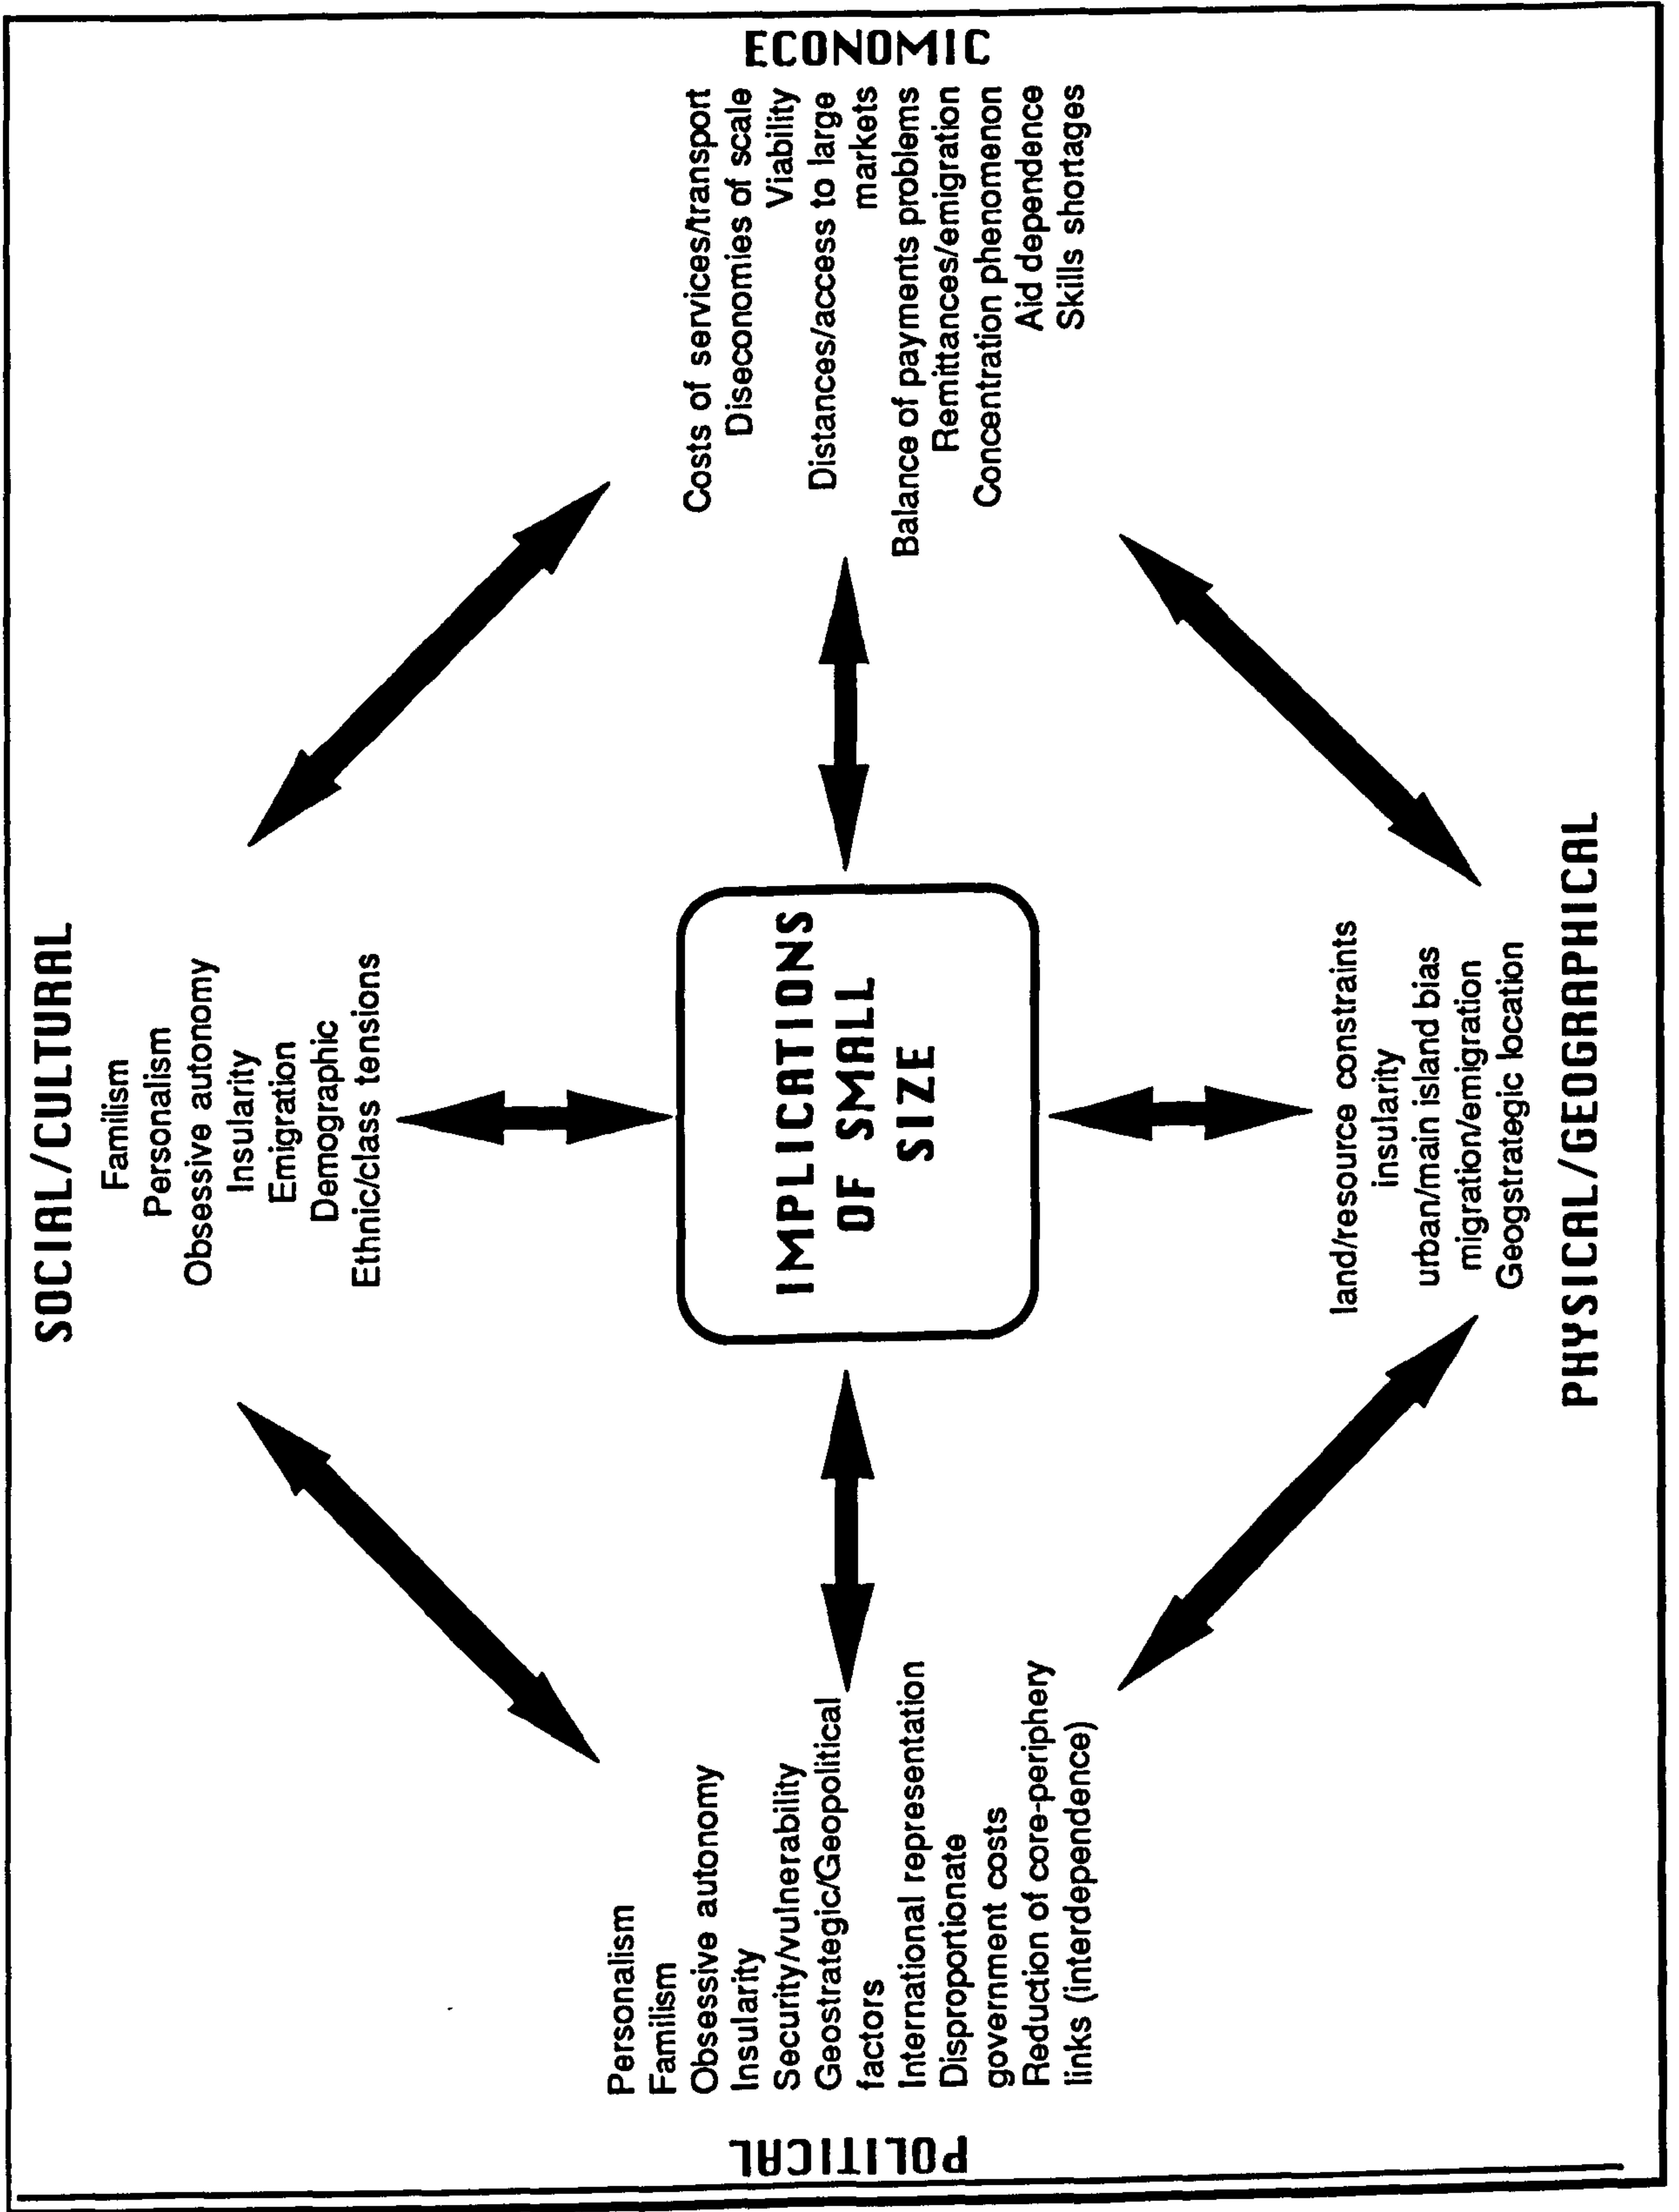 SOCIAL/CULTURAL
Familism
Personalism
Obsessive autonomy
Insularity
Emigration
Demographic
Ethnic/class tensions
POLITICAL
Personalism
Familism
Obsessive autonomy
Insularity
Security/vulnerability
Geostrategic/Geopolitical
factors
International representation
Disproportionate
government costs
Reduction of core-periphery
links (interdependence)
IMPLICATIONS
OF SMALL
SIZE
ECONOMIC
Costs of services/transport
Diseconomies of scale
Viability
Distances/access to large
markets
Balance of payments problems
Remittances/emigration
Concentration phenomenon
Aid dependence
Skills shortages
land/resource constraints
insularity
urban/main island bias
migration/emigration
Geogstrategic location
PHYSICAL/GEOGRAPHICAL